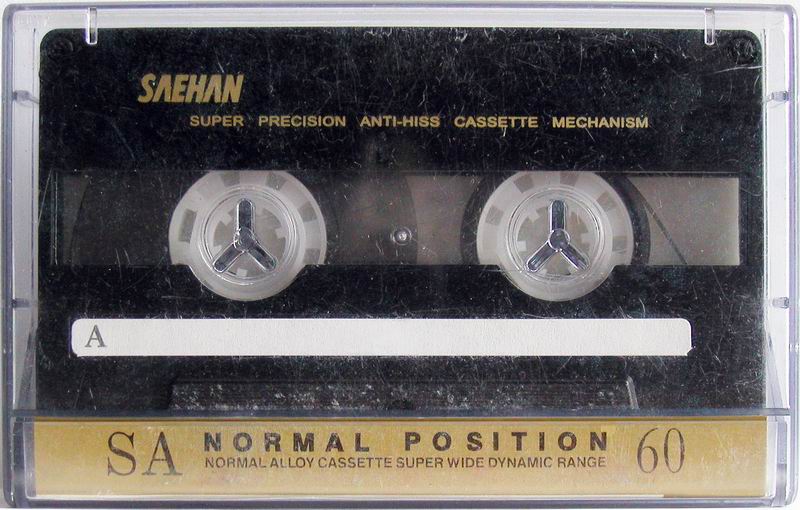 SAEHAN
SUPER PRECISION ANTI-HISS CASSETTE MECHANISM
A
SA NORMAL POSITION 60
NORMAL ALLOY CASSETTE SUPER WIDE DYNAMIC RANGE